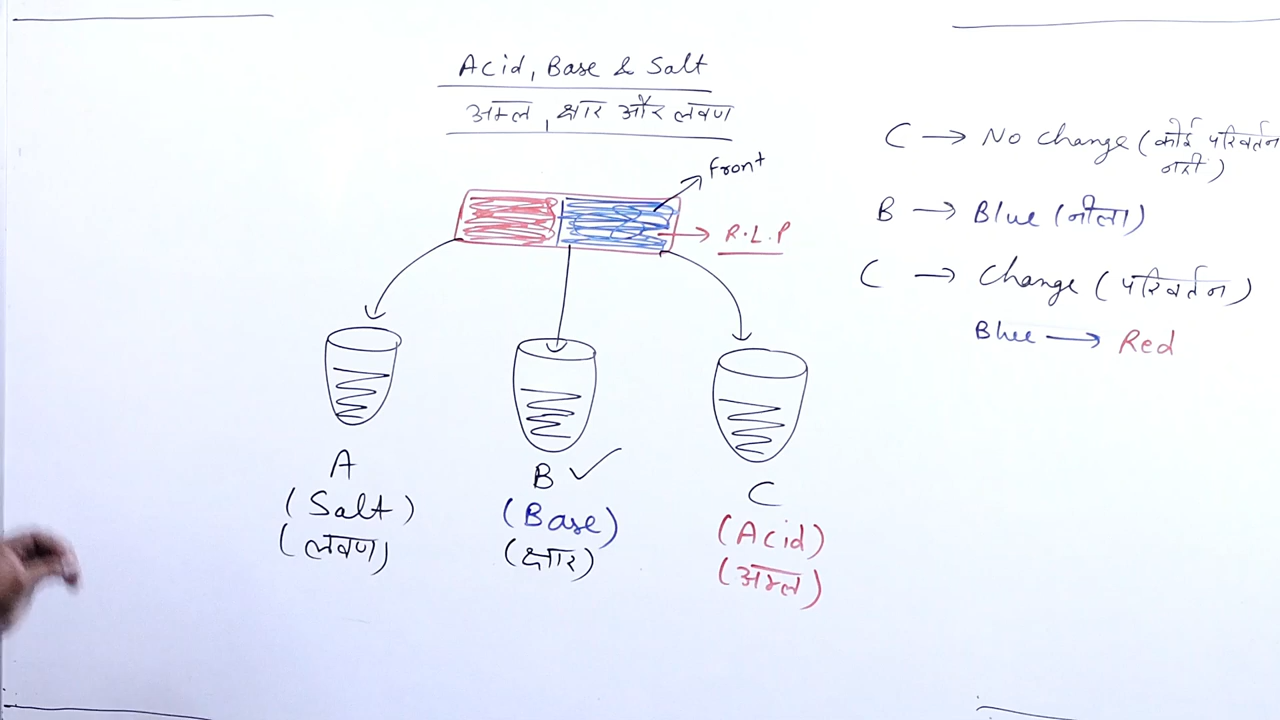 Acid, Base & Salt
अम्ल, क्षार और लवण
Front
R.L.P
C → No change (कोई परिवर्तन
नही)
B → Blue (नीला)
C → Change (परिवर्तन)
Blue → Red
A
(Salt)
(लवण)
B ✓
(Base)
(क्षार)
C
(Acid)
(अम्ल)